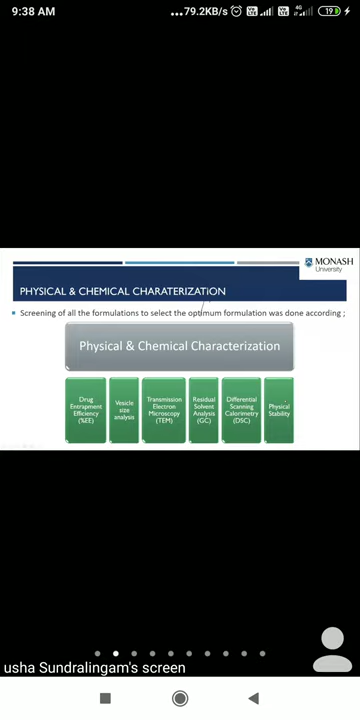 9:38 AM
...79.2KB/s
4G
19
MONASH
University
PHYSICAL & CHEMICAL CHARATERIZATION
Screening of all the formulations to select the optimum formulation was done according ;
Physical & Chemical Characterization
Drug
Entrapment
Efficiency
(%EE)
Vesicle
size
analysis
Transmission
Electron
Microscopy
(TEM)
Residual
Solvent
Analysis
(GC)
Differential
Scanning
Calorimetry
(DSC)
Physical
Stability
usha Sundralingam's screen